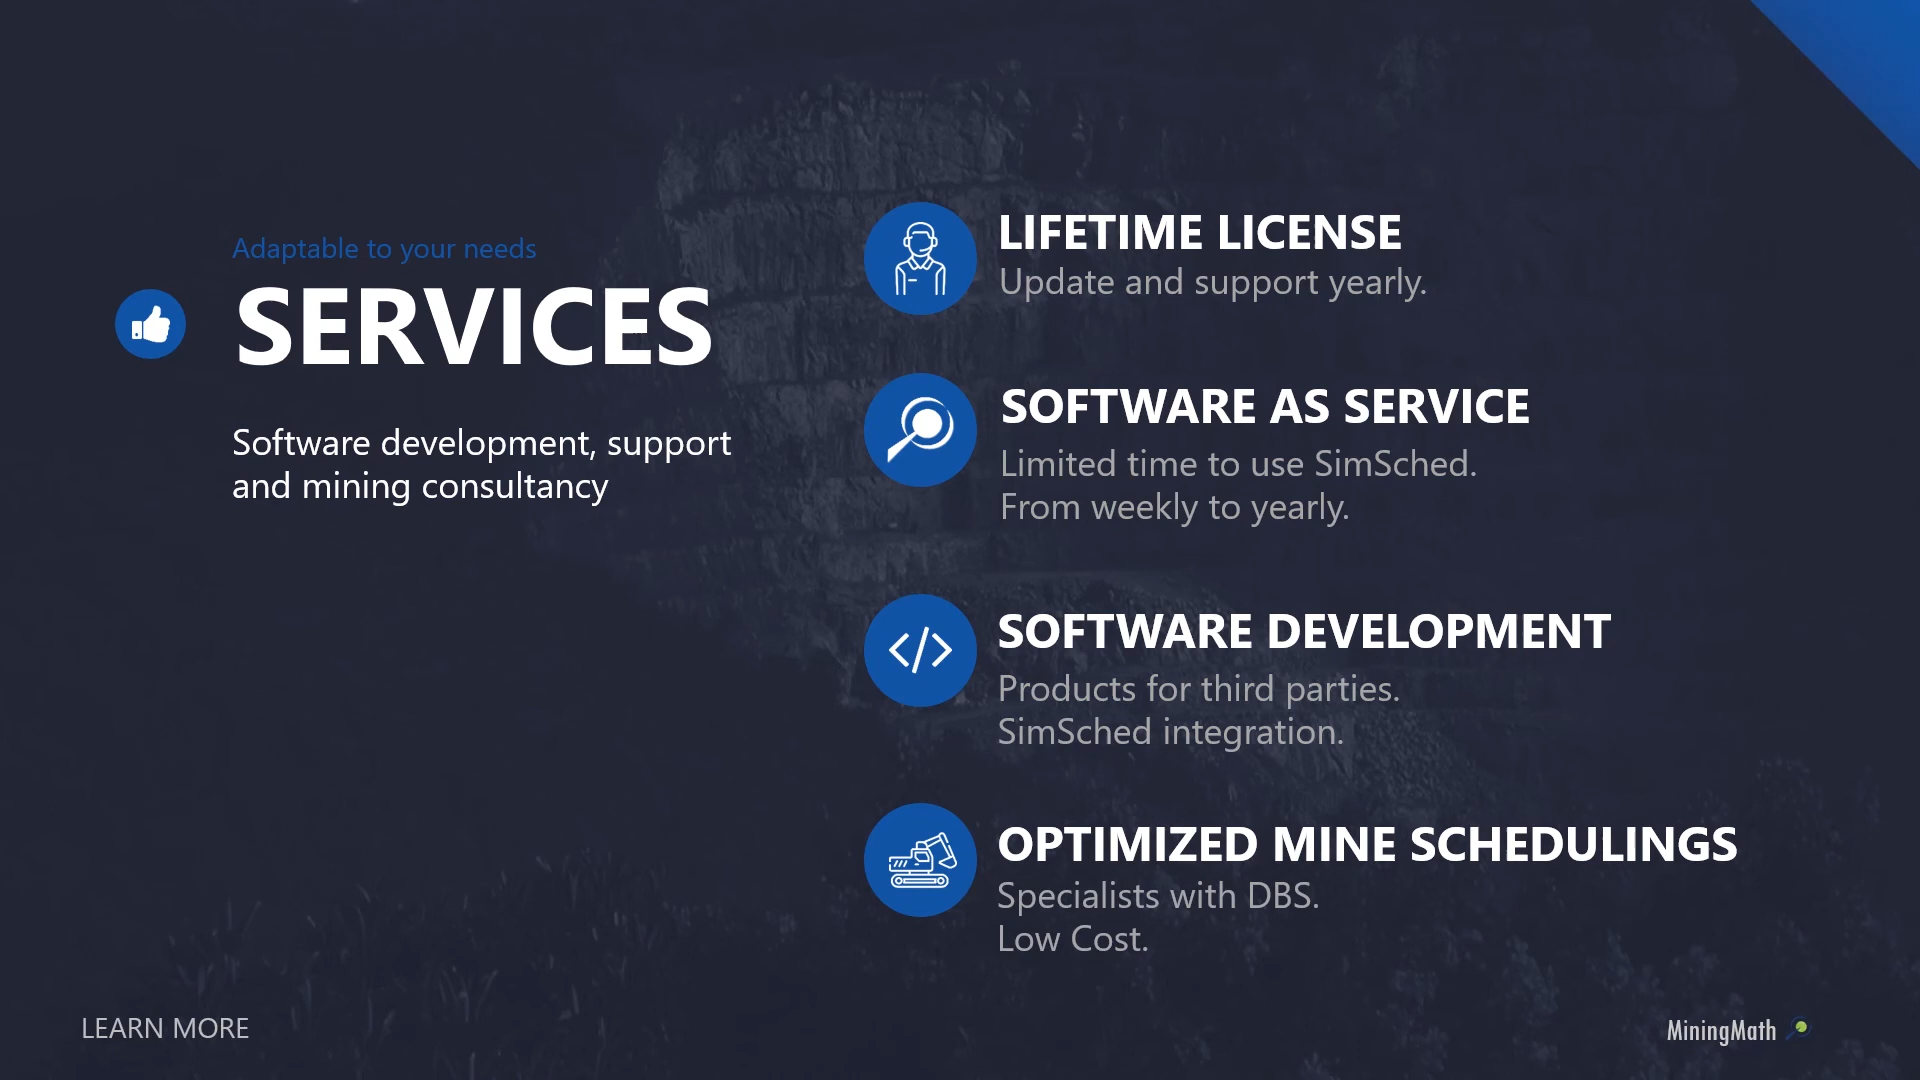 Adaptable to your needs
SERVICES
Software development, support
and mining consultancy
LIFETIME LICENSE
Update and support yearly.
SOFTWARE AS SERVICE
Limited time to use SimSched.
From weekly to yearly.
SOFTWARE DEVELOPMENT
Products for third parties.
SimSched integration.
OPTIMIZED MINE SCHEDULINGS
Specialists with DBS.
Low Cost.
LEARN MORE
MiningMath